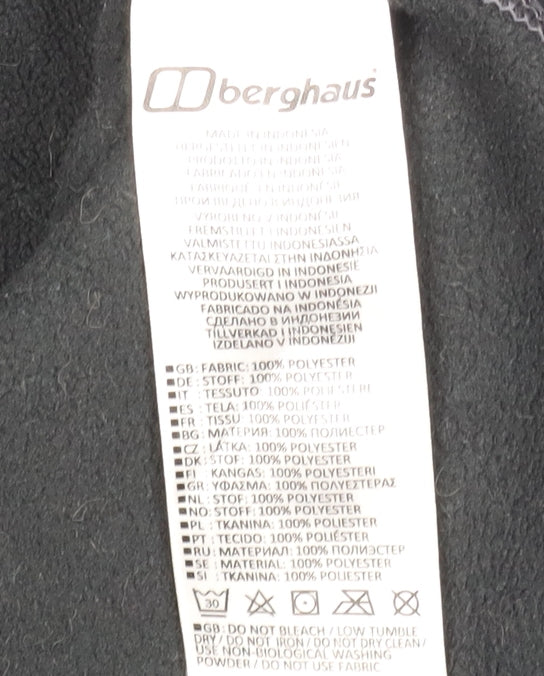 berghaus
MADE IN INDONESIA
HERGESTELLT IN INDONESIEN
PRODOTTO IN INDONESIA
FABRICADO EN INDONESIA
FABRIQUÉ EN INDONESIE
ПРОИЗВЕДЕНО В ИНДОНЕЗИЯ
VYROBENO V INDONESII
FREMSTILLET I INDONESIEN
VALMISTETTU INDONESIASSA
ΚΑΤΑΣΚΕΥΑΖΕΤΑΙ ΣΤΗΝ ΙΝΔΟΝΗΣΙΑ
VERVAARDIGD IN INDONESIË
PRODUSERT I INDONESIA
WYPRODUKOWANO W INDONEZJI
FABRICADO NA INDONÉSIA
СДЕЛАНО В ИНДОНЕЗИИ
TILLVERKAD I INDONESIEN
IZDELANO V INDONEZIJI
GB: FABRIC: 100% POLYESTER
DE: STOFF: 100% POLYESTER
IT : TESSUTO: 100% POLIESTERE
ES : TELA: 100% POLIÉSTER
FR : TISSU: 100% POLYESTER
BG: МАТЕРИЯ: 100% ПОЛИЕСТЕР
CZ : LÁTKA: 100% POLYESTER
DK: STOF: 100% POLYESTER
FI KANGAS: 100% POLYESTERI
GR: ΥΦΑΣΜΑ: 100% ΠΟΛΥΕΣΤΕΡΑΣ
NL : STOF: 100% POLYESTER
NO: STOFF: 100% POLYESTER
PL : TKANINA: 100% POLIESTER
PT : TECIDO: 100% POLIÉSTER
RU : МАТЕРИАЛ: 100% ПОЛИЭСТЕР
SE : MATERIAL: 100% POLYESTER
SI : TKANINA: 100% POLIESTER
30
GB : DO NOT BLEACH / LOW TUMBLE
DRY / DO NOT IRON / DO NOT DRY CLEAN /
USE NON-BIOLOGICAL WASHING
POWDER / DO NOT USE FABRIC